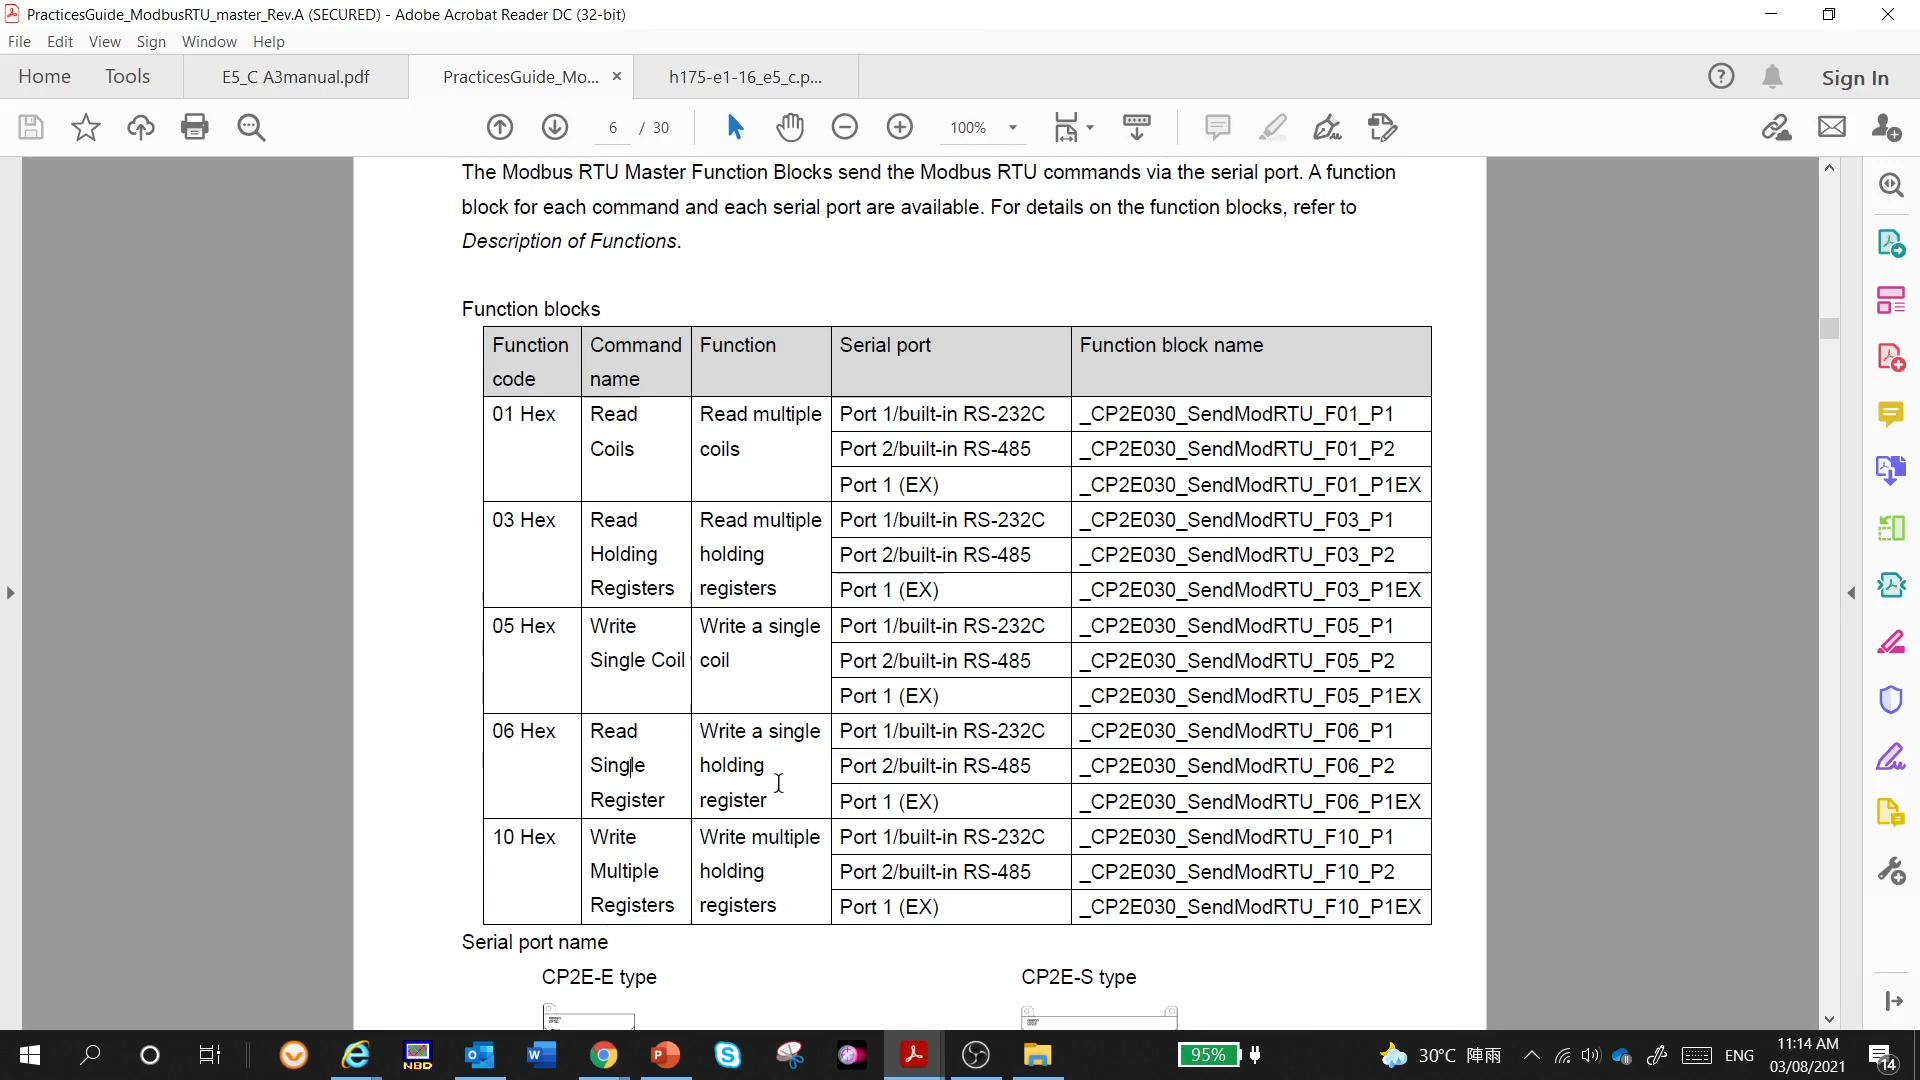 PracticesGuide_ModbusRTU_master_Rev.A (SECURED) - Adobe Acrobat Reader DC (32-bit)
File Edit View Sign Window Help
Home Tools E5_C A3manual.pdf PracticesGuide_Mo... × h175-e1-16_e5_c.p... Sign In
6 / 30 100%
The Modbus RTU Master Function Blocks send the Modbus RTU commands via the serial port. A function
block for each command and each serial port are available. For details on the function blocks, refer to
Description of Functions.
Function blocks
Function code Command name Function Serial port Function block name
01 Hex Read Coils Read multiple coils Port 1/built-in RS-232C _CP2E030_SendModRTU_F01_P1
Port 2/built-in RS-485 _CP2E030_SendModRTU_F01_P2
Port 1 (EX) _CP2E030_SendModRTU_F01_P1EX
03 Hex Read Holding Registers Read multiple holding registers Port 1/built-in RS-232C _CP2E030_SendModRTU_F03_P1
Port 2/built-in RS-485 _CP2E030_SendModRTU_F03_P2
Port 1 (EX) _CP2E030_SendModRTU_F03_P1EX
05 Hex Write Single Coil Write a single coil Port 1/built-in RS-232C _CP2E030_SendModRTU_F05_P1
Port 2/built-in RS-485 _CP2E030_SendModRTU_F05_P2
Port 1 (EX) _CP2E030_SendModRTU_F05_P1EX
06 Hex Read Single Register Write a single holding register Port 1/built-in RS-232C _CP2E030_SendModRTU_F06_P1
Port 2/built-in RS-485 _CP2E030_SendModRTU_F06_P2
Port 1 (EX) _CP2E030_SendModRTU_F06_P1EX
10 Hex Write Multiple Registers Write multiple holding registers Port 1/built-in RS-232C _CP2E030_SendModRTU_F10_P1
Port 2/built-in RS-485 _CP2E030_SendModRTU_F10_P2
Port 1 (EX) _CP2E030_SendModRTU_F10_P1EX
Serial port name
CP2E-E type CP2E-S type
NBD 95% 30°C 陣雨 ENG 11:14 AM
03/08/2021 14